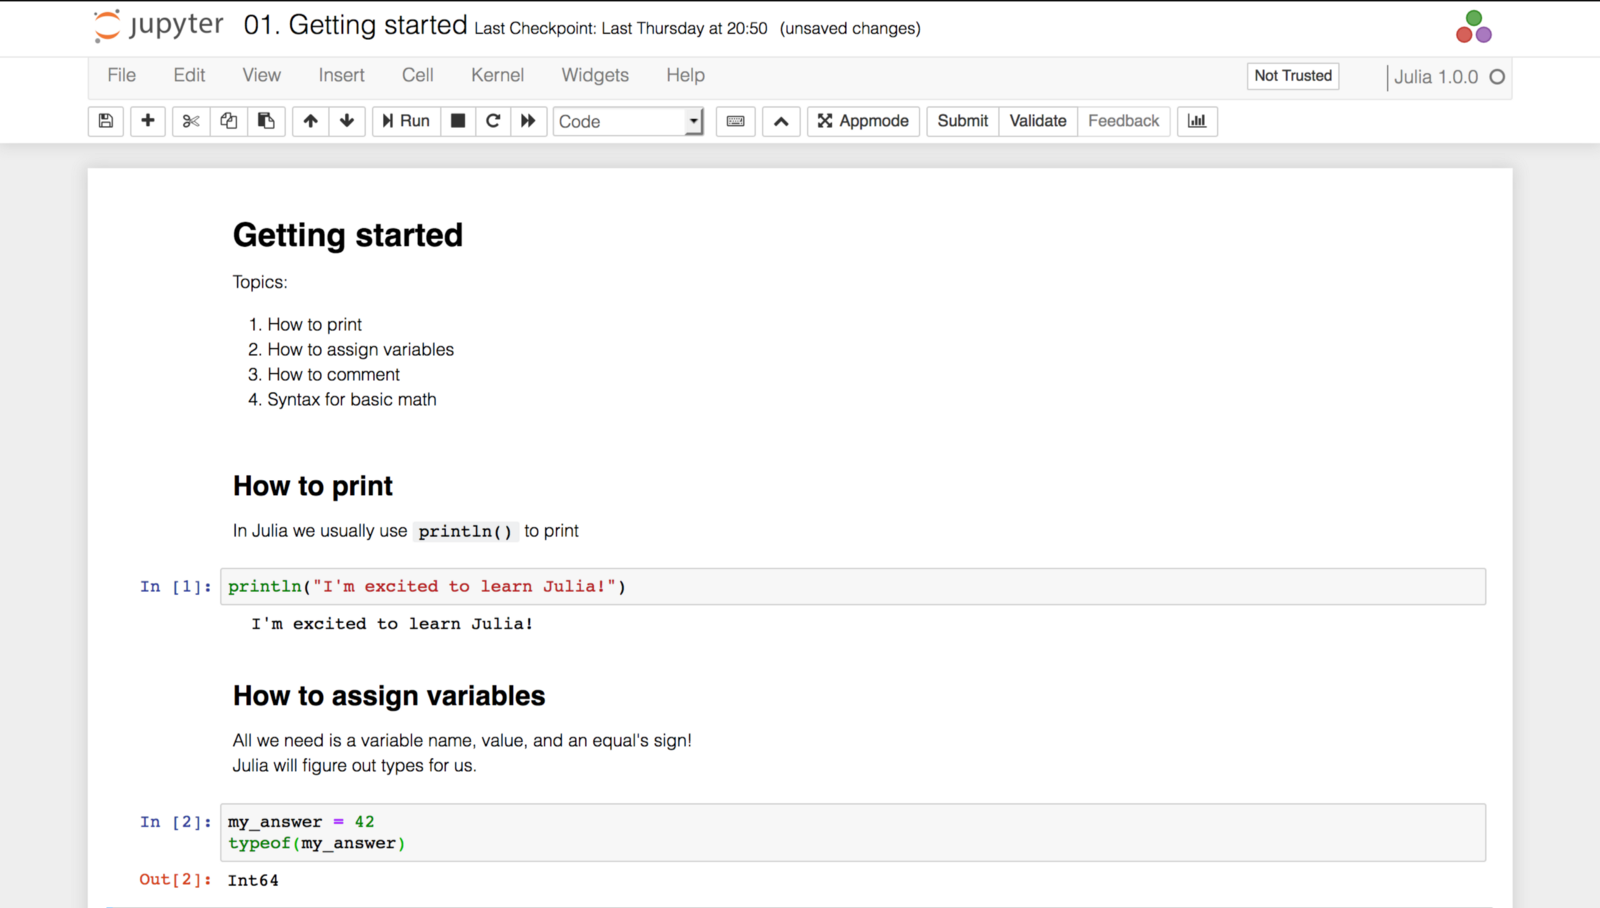 jupyter 01. Getting started Last Checkpoint: Last Thursday at 20:50 (unsaved changes)
File Edit View Insert Cell Kernel Widgets Help Not Trusted Julia 1.0.0
Run Code Appmode Submit Validate Feedback
Getting started
Topics:
1. How to print
2. How to assign variables
3. How to comment
4. Syntax for basic math
How to print
In Julia we usually use println() to print
In [1]: println("I'm excited to learn Julia!")
I'm excited to learn Julia!
How to assign variables
All we need is a variable name, value, and an equal's sign!
Julia will figure out types for us.
In [2]: my_answer = 42
typeof(my_answer)
Out[2]: Int64